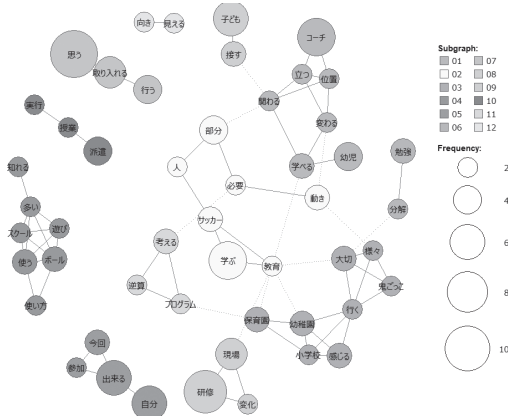 向き
見える
子ども
接す
コーチ
思う
取り入れる
行う
立つ
位置
関わる
変わる
実行
授業
派遣
部分
人
必要
学べる
幼児
動き
勉強
分解
知れる
多い
スクール
遊び
使う
ボール
使い方
サッカー
考える
学ぶ
教育
逆算
プログラム
大切
様々
鬼ごっこ
行く
保育園
幼稚園
小学校
感じる
今回
参加
出来る
自分
現場
研修
変化
Subgraph:
01 07
02 08
03 09
04 10
05 11
06 12
Frequency:
2
4
6
8
10